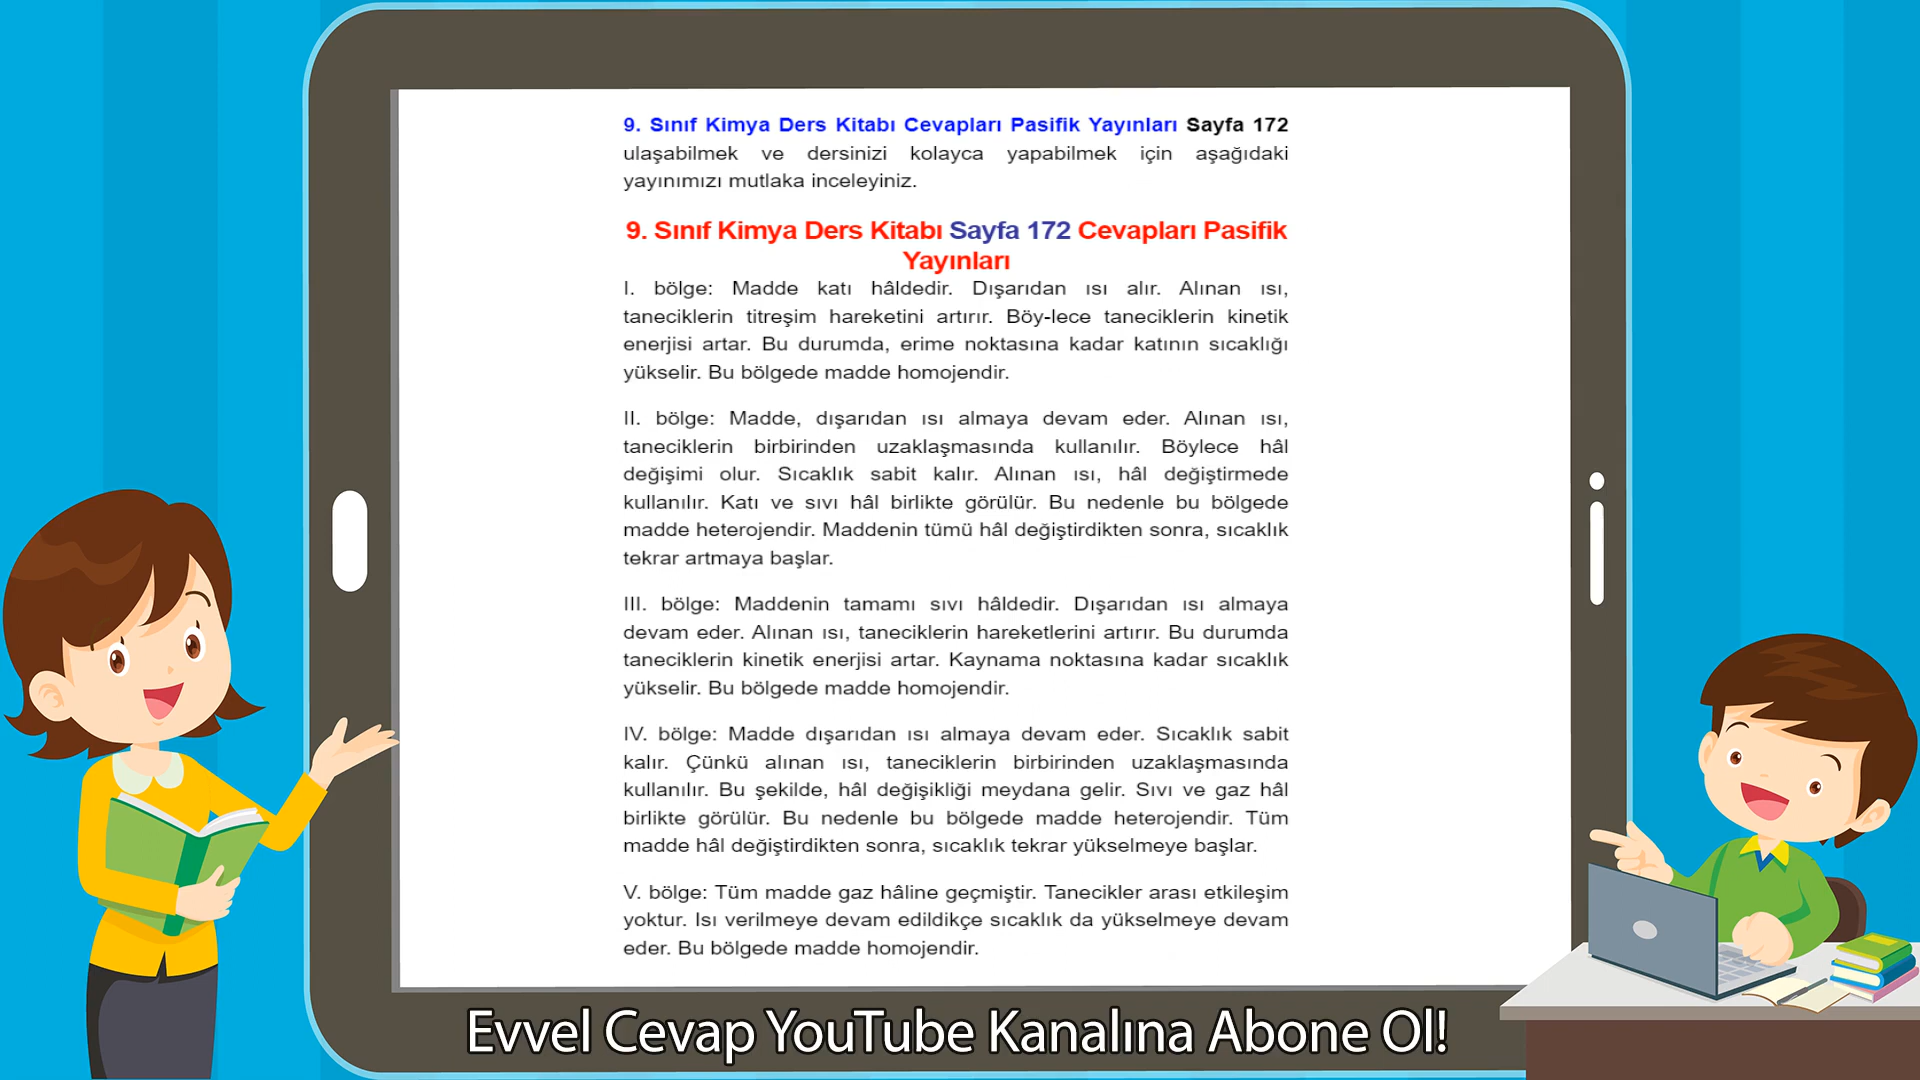 9. Sınıf Kimya Ders Kitabı Cevapları Pasifik Yayınları Sayfa 172
ulaşabilmek ve dersinizi kolayca yapabilmek için aşağıdaki
yayınımızı mutlaka inceleyiniz.
9. Sınıf Kimya Ders Kitabı Sayfa 172 Cevapları Pasifik
Yayınları
I. bölge: Madde katı hâldedir. Dışarıdan ısı alır. Alınan ısı,
taneciklerin titreşim hareketini artırır. Böy-lece taneciklerin kinetik
enerjisi artar. Bu durumda, erime noktasına kadar katının sıcaklığı
yükselir. Bu bölgede madde homojendir.
II. bölge: Madde, dışarıdan ısı almaya devam eder. Alınan ısı,
taneciklerin birbirinden uzaklaşmasında kullanılır. Böylece hâl
değişimi olur. Sıcaklık sabit kalır. Alınan ısı, hâl değiştirmede
kullanılır. Katı ve sıvı hâl birlikte görülür. Bu nedenle bu bölgede
madde heterojendir. Maddenin tümü hâl değiştirdikten sonra, sıcaklık
tekrar artmaya başlar.
III. bölge: Maddenin tamamı sıvı hâldedir. Dışarıdan ısı almaya
devam eder. Alınan ısı, taneciklerin hareketlerini artırır. Bu durumda
taneciklerin kinetik enerjisi artar. Kaynama noktasına kadar sıcaklık
yükselir. Bu bölgede madde homojendir.
IV. bölge: Madde dışarıdan ısı almaya devam eder. Sıcaklık sabit
kalır. Çünkü alınan ısı, taneciklerin birbirinden uzaklaşmasında
kullanılır. Bu şekilde, hâl değişikliği meydana gelir. Sıvı ve gaz hâl
birlikte görülür. Bu nedenle bu bölgede madde heterojendir. Tüm
madde hâl değiştirdikten sonra, sıcaklık tekrar yükselmeye başlar.
V. bölge: Tüm madde gaz hâline geçmiştir. Tanecikler arası etkileşim
yoktur. Isı verilmeye devam edildikçe sıcaklık da yükselmeye devam
eder. Bu bölgede madde homojendir.
Evvel Cevap YouTube Kanalına Abone Ol!